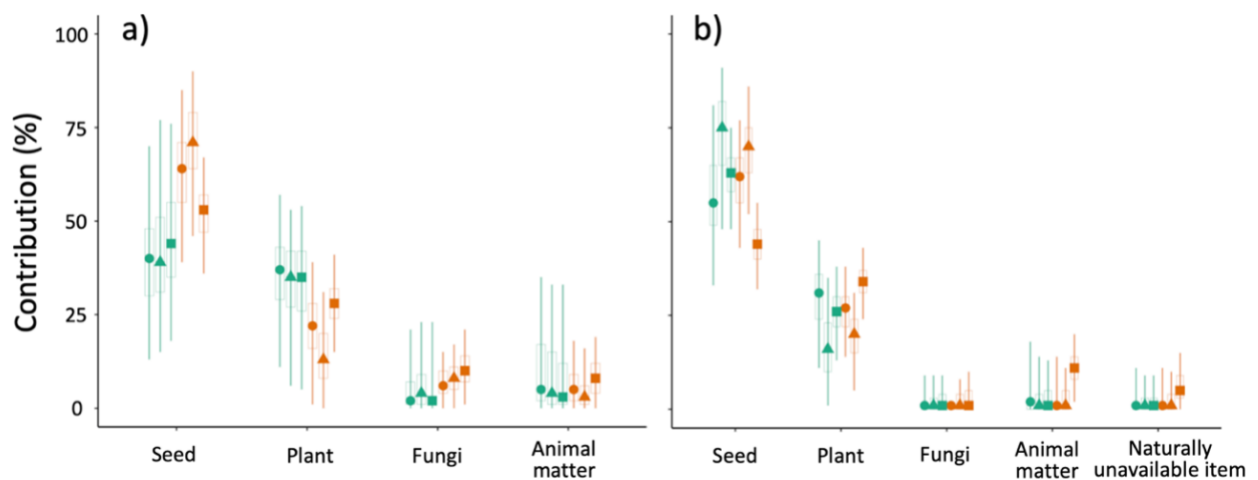 a)
b)
Contribution (%)
100
75
50
25
0
Seed
Plant
Fungi
Animal
matter
Seed
Plant
Fungi
Animal
matter
Naturally
unavailable item